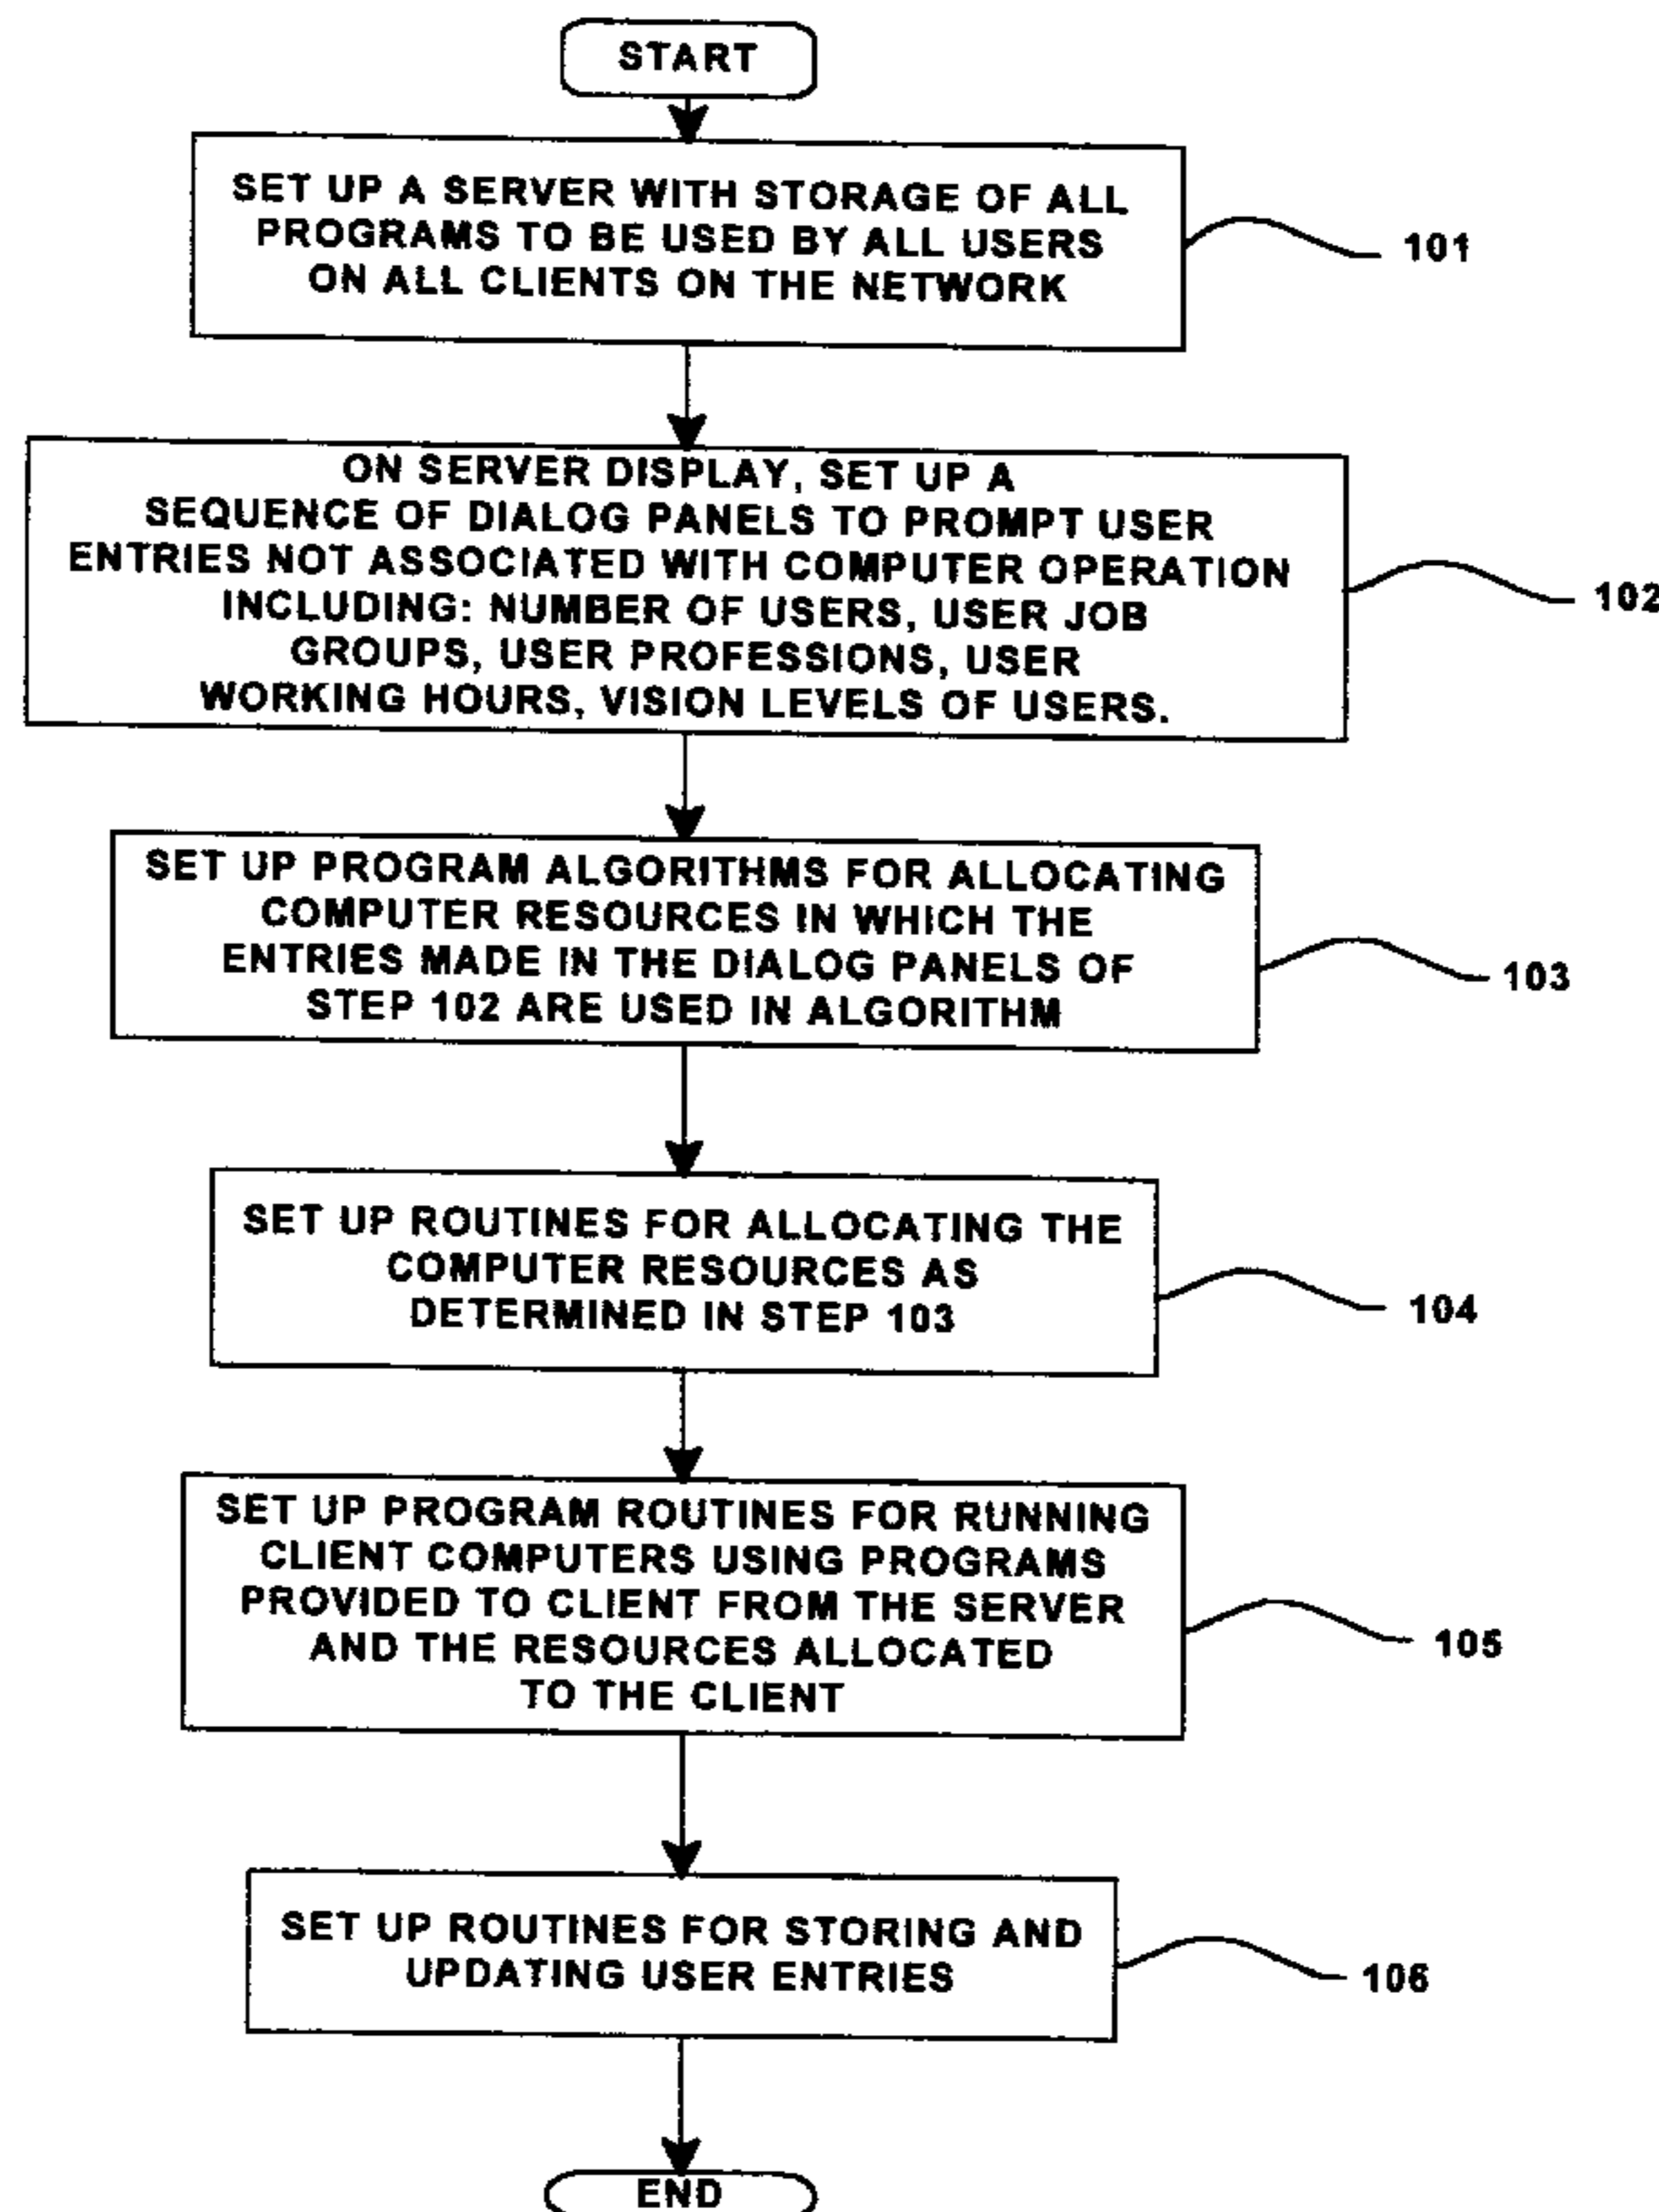 START
SET UP A SERVER WITH STORAGE OF ALL
PROGRAMS TO BE USED BY ALL USERS
ON ALL CLIENTS ON THE NETWORK
101
ON SERVER DISPLAY, SET UP A
SEQUENCE OF DIALOG PANELS TO PROMPT USER
ENTRIES NOT ASSOCIATED WITH COMPUTER OPERATION
INCLUDING: NUMBER OF USERS, USER JOB
GROUPS, USER PROFESSIONS, USER
WORKING HOURS, VISION LEVELS OF USERS.
102
SET UP PROGRAM ALGORITHMS FOR ALLOCATING
COMPUTER RESOURCES IN WHICH THE
ENTRIES MADE IN THE DIALOG PANELS OF
STEP 102 ARE USED IN ALGORITHM
103
SET UP ROUTINES FOR ALLOCATING THE
COMPUTER RESOURCES AS
DETERMINED IN STEP 103
104
SET UP PROGRAM ROUTINES FOR RUNNING
CLIENT COMPUTERS USING PROGRAMS
PROVIDED TO CLIENT FROM THE SERVER
AND THE RESOURCES ALLOCATED
TO THE CLIENT
105
SET UP ROUTINES FOR STORING AND
UPDATING USER ENTRIES
106
END